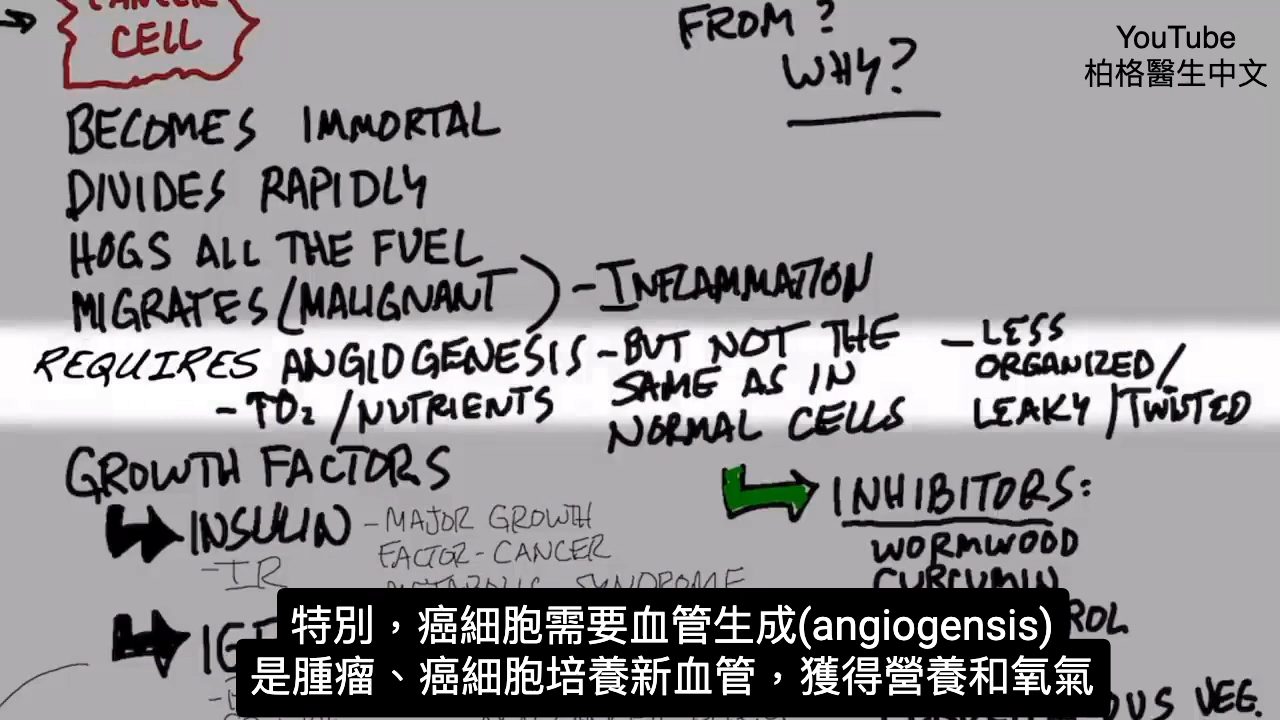 CANCER
CELL
FROM?
WHY?
YouTube
柏格醫生中文
BECOMES IMMORTAL
DIVIDES RAPIDLY
HOGS ALL THE FUEL
MIGRATES (MALIGNANT) - INFLAMMATION
REQUIRES ANGIOGENESIS
- ↑O₂ / NUTRIENTS
- BUT NOT THE
SAME AS IN
NORMAL CELLS
- LESS
ORGANIZED/
LEAKY / TWISTED
GROWTH FACTORS
INSULIN
- IR
- MAJOR GROWTH
FACTOR - CANCER
METABOLIC SYNDROME
INHIBITORS:
WORMWOOD
CURCUMIN
VEG.
特別，癌細胞需要血管生成(angiogensis)
是腫瘤、癌細胞培養新血管，獲得營養和氧氣